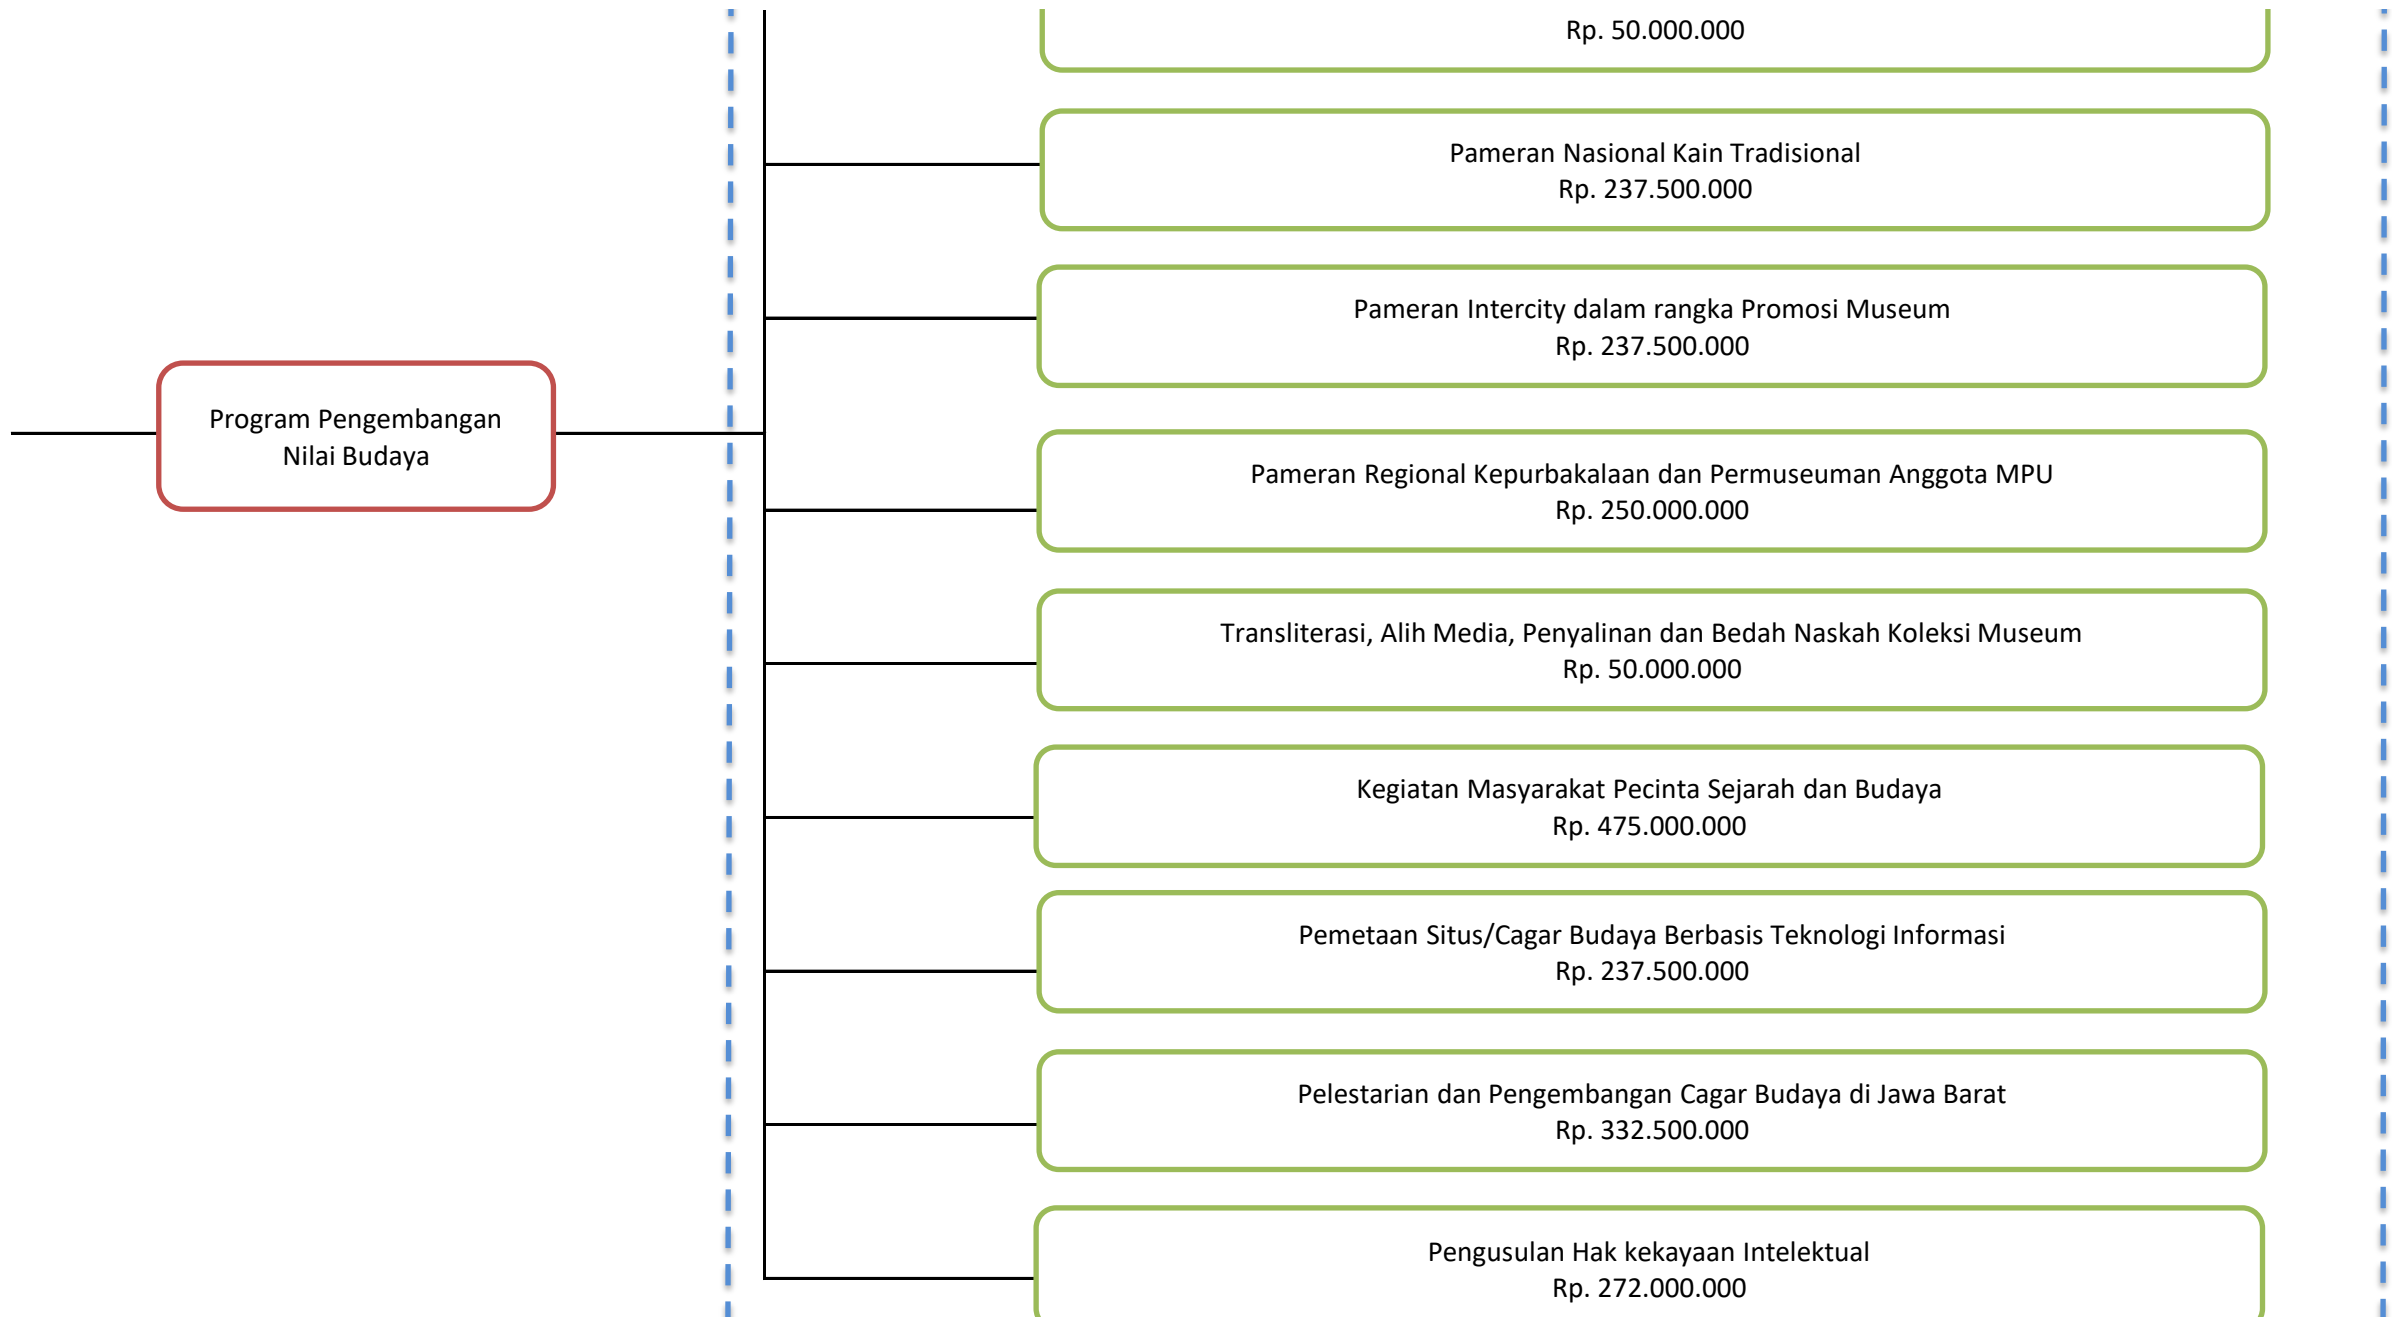 Rp. 50.000.000
Pameran Nasional Kain Tradisional
Rp. 237.500.000
Pameran Intercity dalam rangka Promosi Museum
Rp. 237.500.000
Program Pengembangan
Nilai Budaya
Pameran Regional Kepurbakalaan dan Permuseuman Anggota MPU
Rp. 250.000.000
Transliterasi, Alih Media, Penyalinan dan Bedah Naskah Koleksi Museum
Rp. 50.000.000
Kegiatan Masyarakat Pecinta Sejarah dan Budaya
Rp. 475.000.000
Pemetaan Situs/Cagar Budaya Berbasis Teknologi Informasi
Rp. 237.500.000
Pelestarian dan Pengembangan Cagar Budaya di Jawa Barat
Rp. 332.500.000
Pengusulan Hak kekayaan Intelektual
Rp. 272.000.000